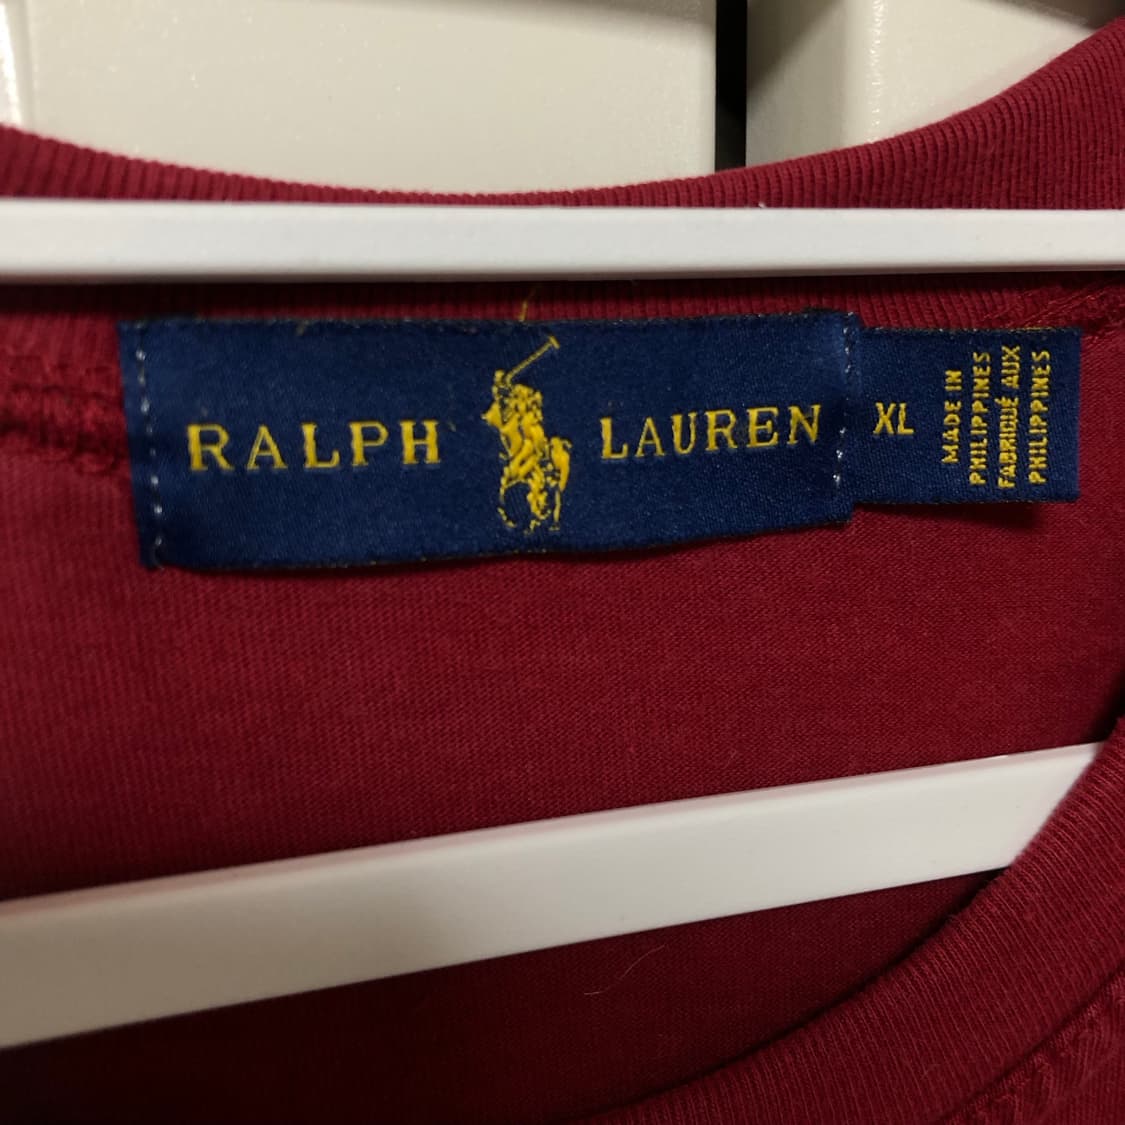 RALPH LAUREN
XL
MADE IN
PHILIPPINES
FABRIQUÉ AUX
PHILIPPINES